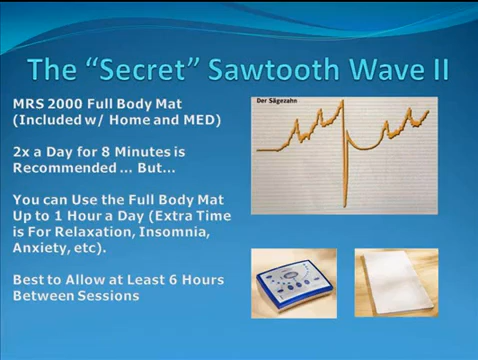 The “Secret” Sawtooth Wave II
MRS 2000 Full Body Mat
(Included w/ Home and MED)
2x a Day for 8 Minutes is
Recommended ... But...
You can Use the Full Body Mat
Up to 1 Hour a Day (Extra Time
is For Relaxation, Insomnia,
Anxiety, etc).
Best to Allow at Least 6 Hours
Between Sessions
Der Sägezahn